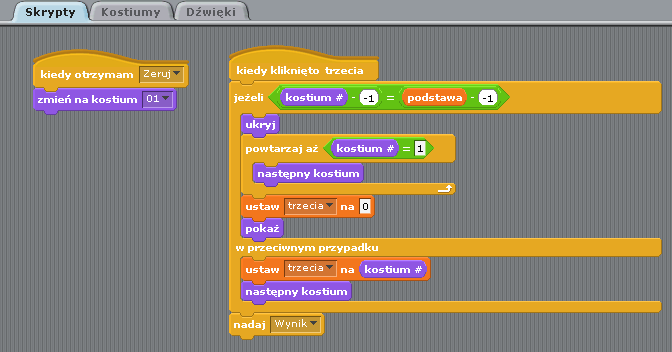 Skrypty Kostiumy Dźwięki
kiedy otrzymam Zeruj
zmień na kostium 01
kiedy kliknięto trzecia
jeżeli kostium # - -1 = podstawa - -1
ukryj
powtarzaj aż kostium # = 1
następny kostium
ustaw trzecia na 0
pokaż
w przeciwnym przypadku
ustaw trzecia na kostium #
następny kostium
nadaj Wynik